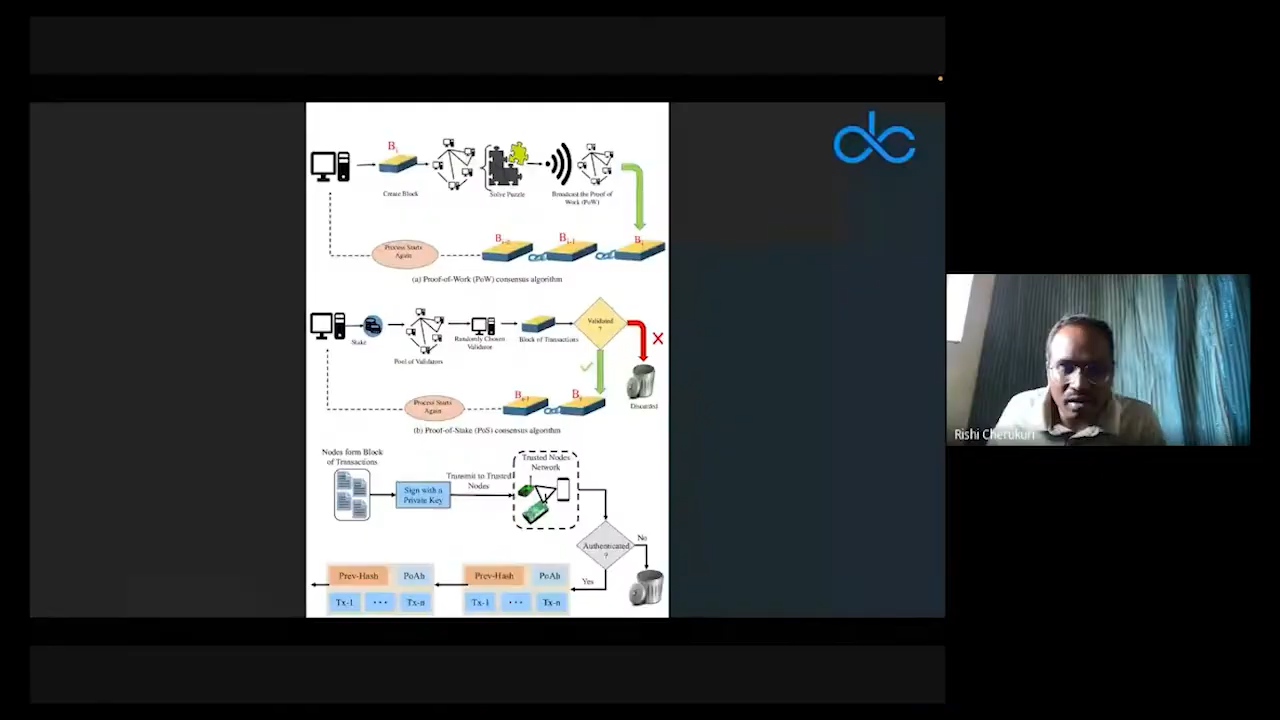 B₁
Create Block
Solve Puzzle
Broadcast the Proof of
Work (PoW)
Process Starts
Again
Bᵢ₋₁
(a) Proof-of-Work (PoW) consensus algorithm
Stake
Pool of Validators
Randomly Chosen
Validator
Block of Transactions
Validated
?
X
Discarded
Process Starts
Again
(b) Proof-of-Stake (PoS) consensus algorithm
Nodes form Block
of Transactions
Sign with a
Private Key
Transmit to Trusted
Nodes
Trusted Nodes
Network
Authenticated
?
No
Yes
Prev-Hash PoAh
Tx-1 ... Tx-n
Prev-Hash PoAh
Tx-1 ... Tx-n
Rishi Cherukuri